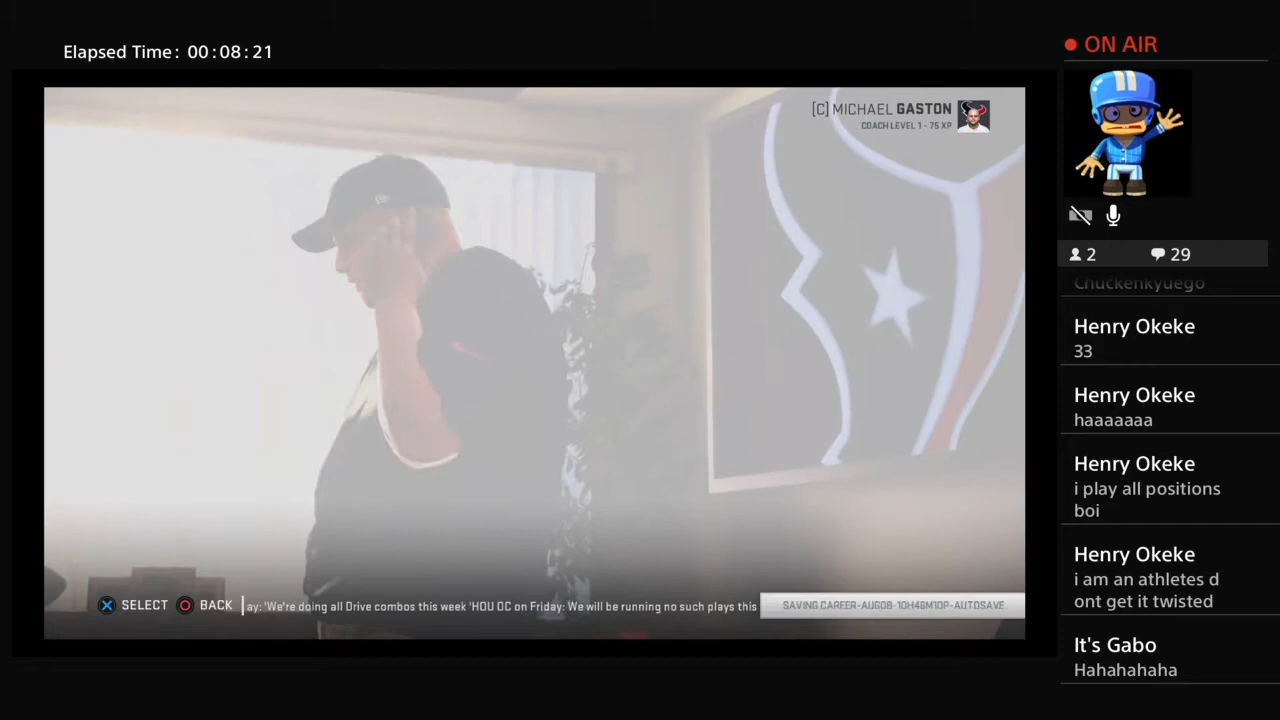 Elapsed Time: 00:08:21
ON AIR
[C] MICHAEL GASTON
COACH LEVEL 1 - 75 XP
2 29
Chuckenkyuego
Henry Okeke
33
Henry Okeke
haaaaaaa
Henry Okeke
i play all positions
boi
Henry Okeke
i am an athletes d
ont get it twisted
It's Gabo
Hahahahaha
SELECT BACK ay: 'We're doing all Drive combos this week 'HOU OC on Friday: We will be running no such plays this
SAVING CAREER-AUG08-10H46M10P-AUTOSAVE